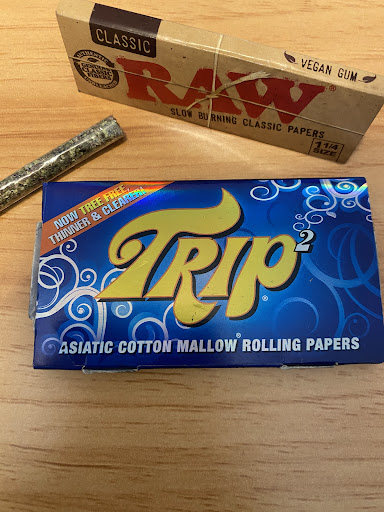 CLASSIC
VEGAN GUM
RAW®
SLOW BURNING CLASSIC PAPERS
1 1/4
SIZE
NOW TREE FREE
THINNER & CLEARER!
TRIP2®
ASIATIC COTTON MALLOW® ROLLING PAPERS